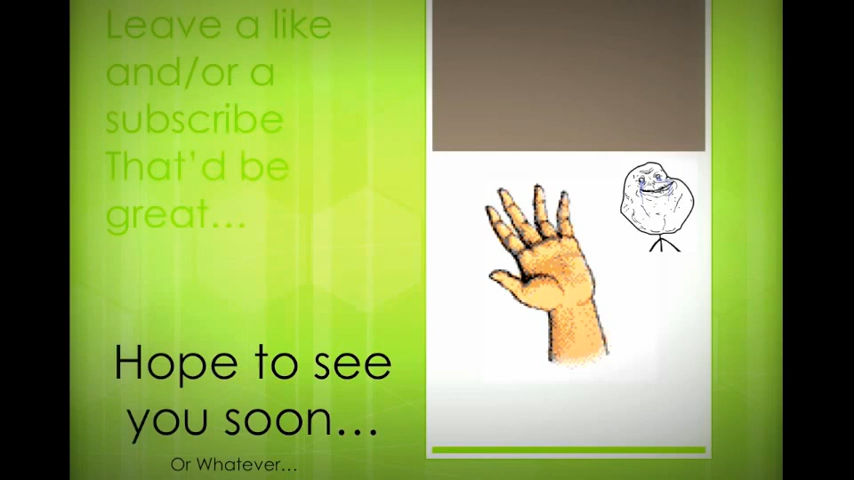 Leave a like
and/or a
subscribe
That'd be
great…
Hope to see
you soon…
Or Whatever…